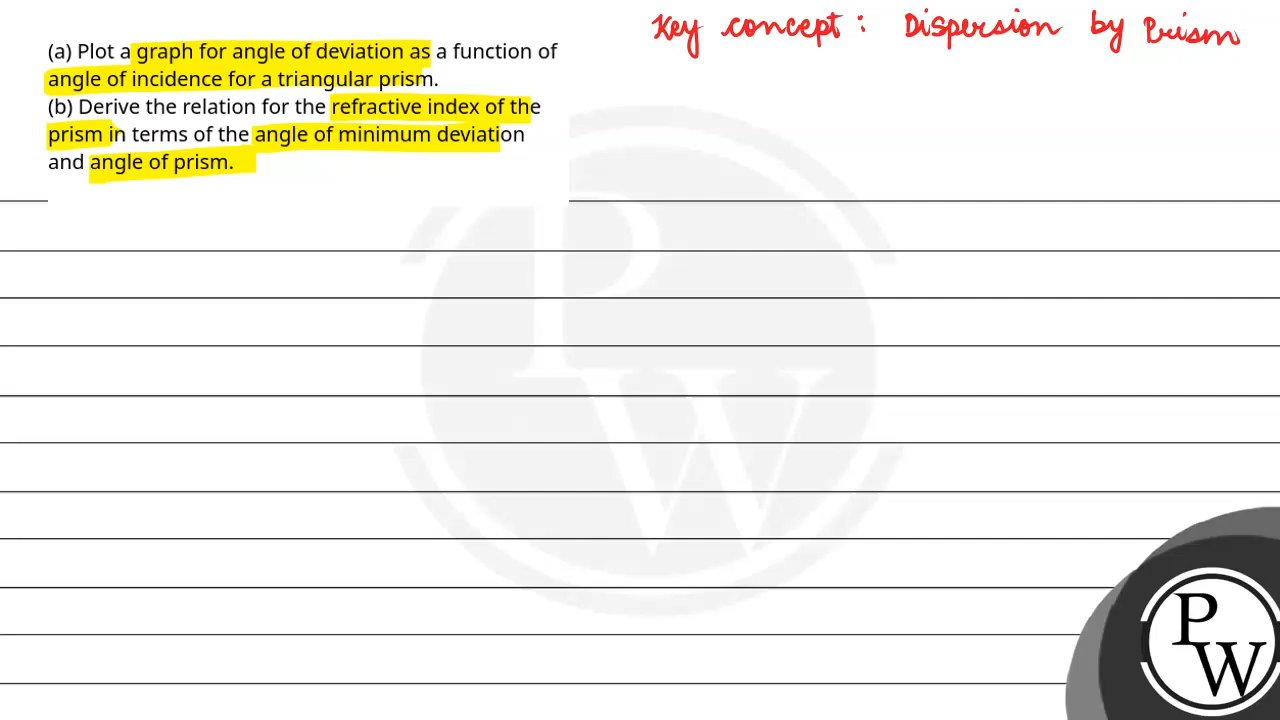 Key concept : Dispersion by Prism
(a) Plot a graph for angle of deviation as a function of
angle of incidence for a triangular prism.
(b) Derive the relation for the refractive index of the
prism in terms of the angle of minimum deviation
and angle of prism.
P
W
P
W